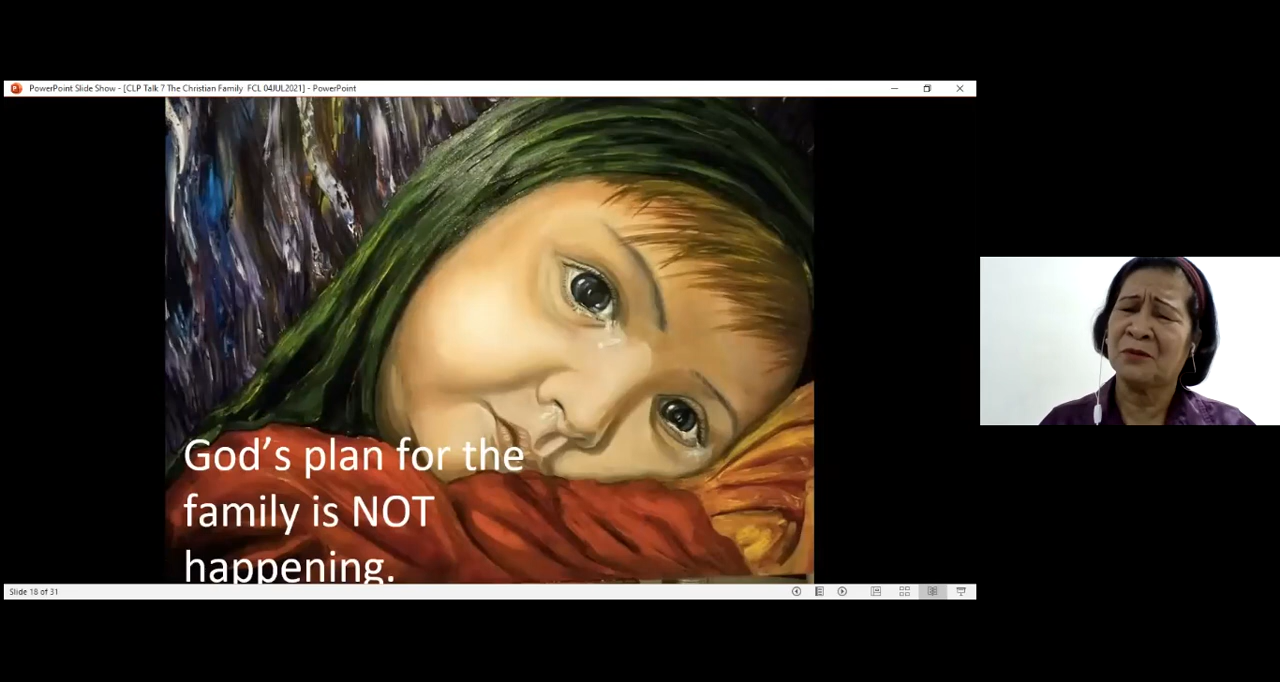 PowerPoint Slide Show - [CLP Talk 7 The Christian Family  FCL 04JUL2021] - PowerPoint
God’s plan for the
family is NOT
happening.
Slide 18 of 31